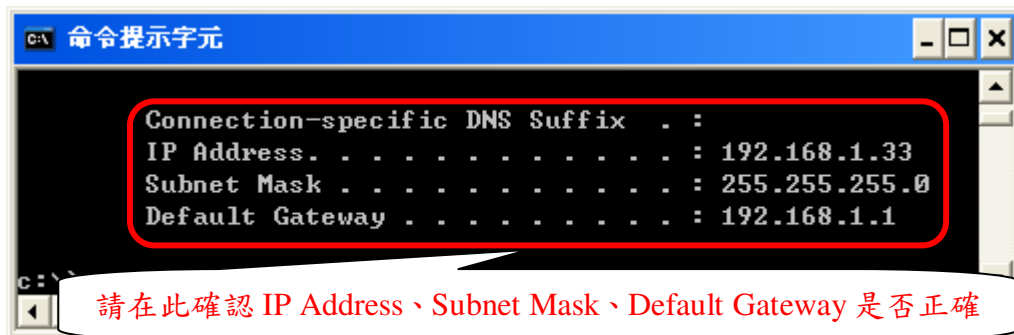 C:\ 命令提示字元
Connection-specific DNS Suffix . :
IP Address. . . . . . . . . . . . : 192.168.1.33
Subnet Mask . . . . . . . . . . . : 255.255.255.0
Default Gateway . . . . . . . . . : 192.168.1.1
c:\
請在此確認 IP Address、Subnet Mask、Default Gateway 是否正確